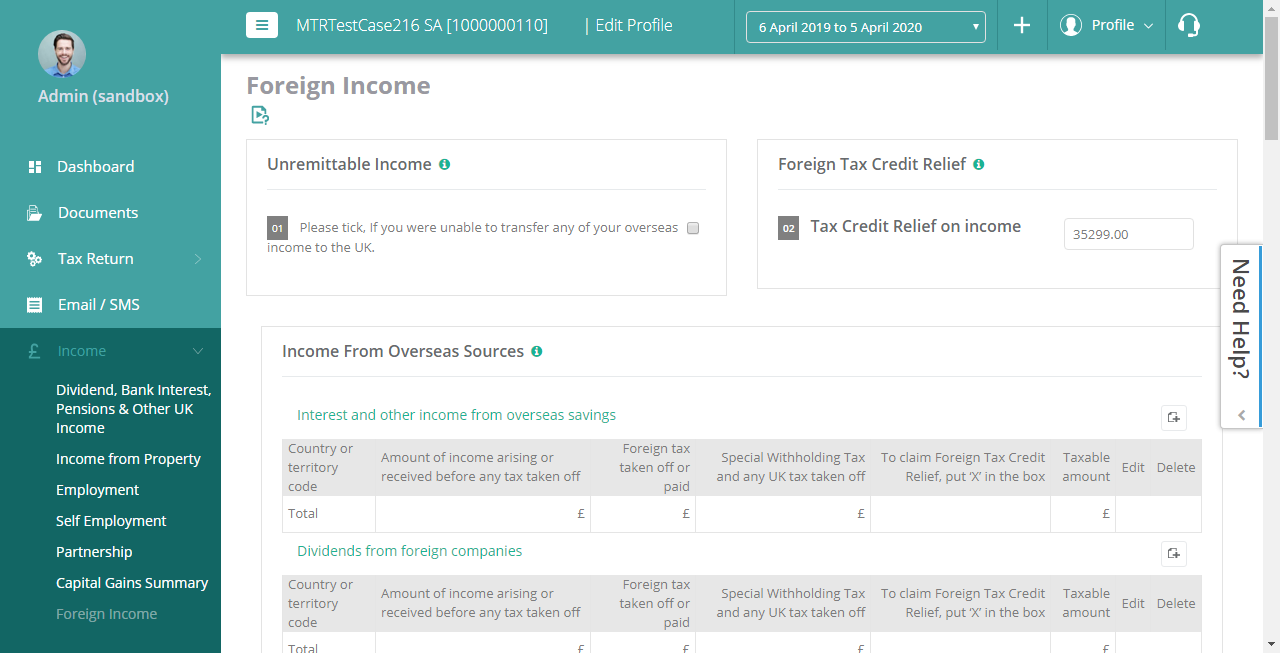 MTRTestCase216 SA [1000000110]
| Edit Profile
6 April 2019 to 5 April 2020
Profile
Admin (sandbox)
Dashboard
Documents
Tax Return
Email / SMS
£ Income
Dividend, Bank Interest,
Pensions & Other UK
Income
Income from Property
Employment
Self Employment
Partnership
Capital Gains Summary
Foreign Income
Foreign Income
Unremittable Income
01 Please tick, If you were unable to transfer any of your overseas
income to the UK.
Foreign Tax Credit Relief
02 Tax Credit Relief on income
35299.00
Need Help?
Income From Overseas Sources
Interest and other income from overseas savings
Country or
territory
code
Amount of income arising or
received before any tax taken off
Foreign tax
taken off or
paid
Special Withholding Tax
and any UK tax taken off
To claim Foreign Tax Credit
Relief, put ‘X’ in the box
Taxable
amount
Edit
Delete
Total £ £ £ £
Dividends from foreign companies
Country or
territory
code
Amount of income arising or
received before any tax taken off
Foreign tax
taken off or
paid
Special Withholding Tax
and any UK tax taken off
To claim Foreign Tax Credit
Relief, put ‘X’ in the box
Taxable
amount
Edit
Delete
Total £ £ £ £